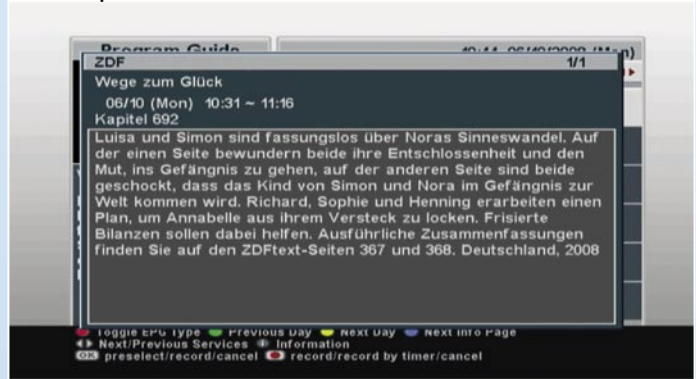 Program Guide
ZDF 1/1
Wege zum Glück
06/10 (Mon) 10:31 ~ 11:16
Kapitel 692
Luisa und Simon sind fassungslos über Noras Sinneswandel. Auf
der einen Seite bewundern beide ihre Entschlossenheit und den
Mut, ins Gefängnis zu gehen, auf der anderen Seite sind beide
geschockt, dass das Kind von Simon und Nora im Gefängnis zur
Welt kommen wird. Richard, Sophie und Henning erarbeiten einen
Plan, um Annabelle aus ihrem Versteck zu locken. Frisierte
Bilanzen sollen dabei helfen. Ausführliche Zusammenfassungen
finden Sie auf den ZDFtext-Seiten 367 und 368. Deutschland, 2008
Toggle EPG Type Previous Day Next Day Next Info Page
Next/Previous Services Information
OK preselect/record/cancel record/record by timer/cancel